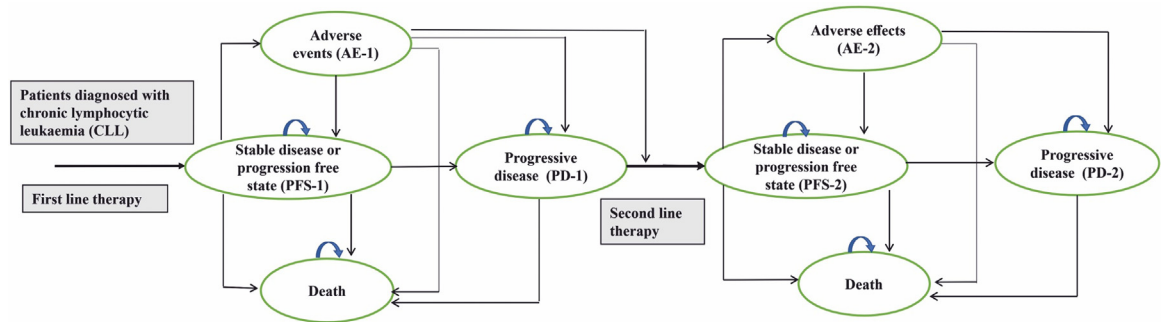 Patients diagnosed with
chronic lymphocytic
leukaemia (CLL)
First line therapy
Adverse
events (AE-1)
Stable disease or
progression free
state (PFS-1)
Progressive
disease (PD-1)
Death
Second line
therapy
Adverse effects
(AE-2)
Stable disease or
progression free
state (PFS-2)
Progressive
disease (PD-2)
Death